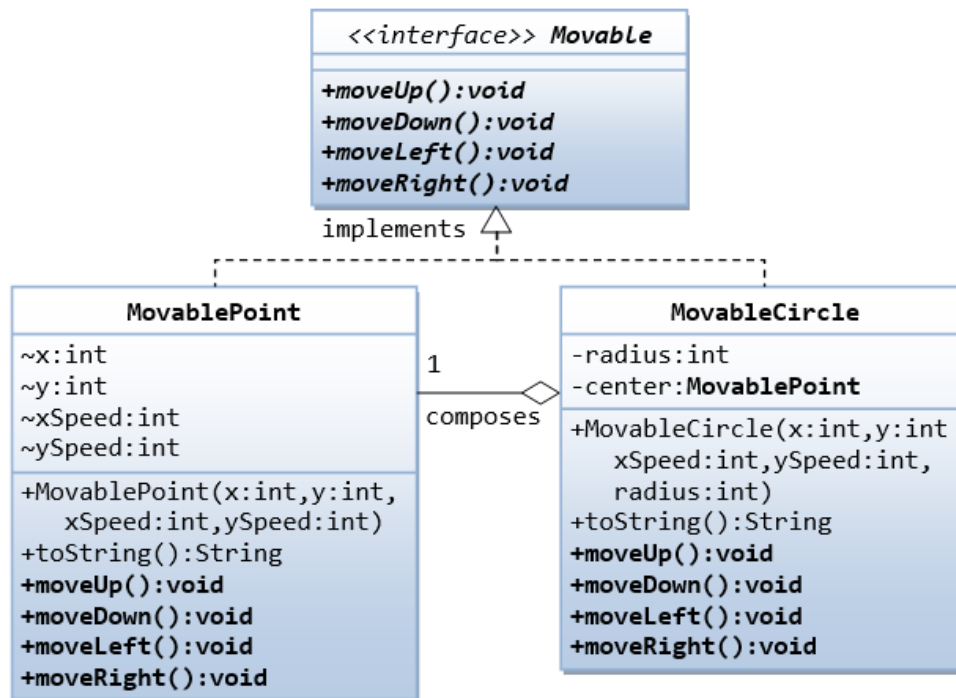 <<interface>> Movable
+moveUp():void
+moveDown():void
+moveLeft():void
+moveRight():void
implements
MovablePoint
~x:int
~y:int
~xSpeed:int
~ySpeed:int
+MovablePoint(x:int,y:int,
xSpeed:int,ySpeed:int)
+toString():String
+moveUp():void
+moveDown():void
+moveLeft():void
+moveRight():void
1
composes
MovableCircle
-radius:int
-center:MovablePoint
+MovableCircle(x:int,y:int
xSpeed:int,ySpeed:int,
radius:int)
+toString():String
+moveUp():void
+moveDown():void
+moveLeft():void
+moveRight():void